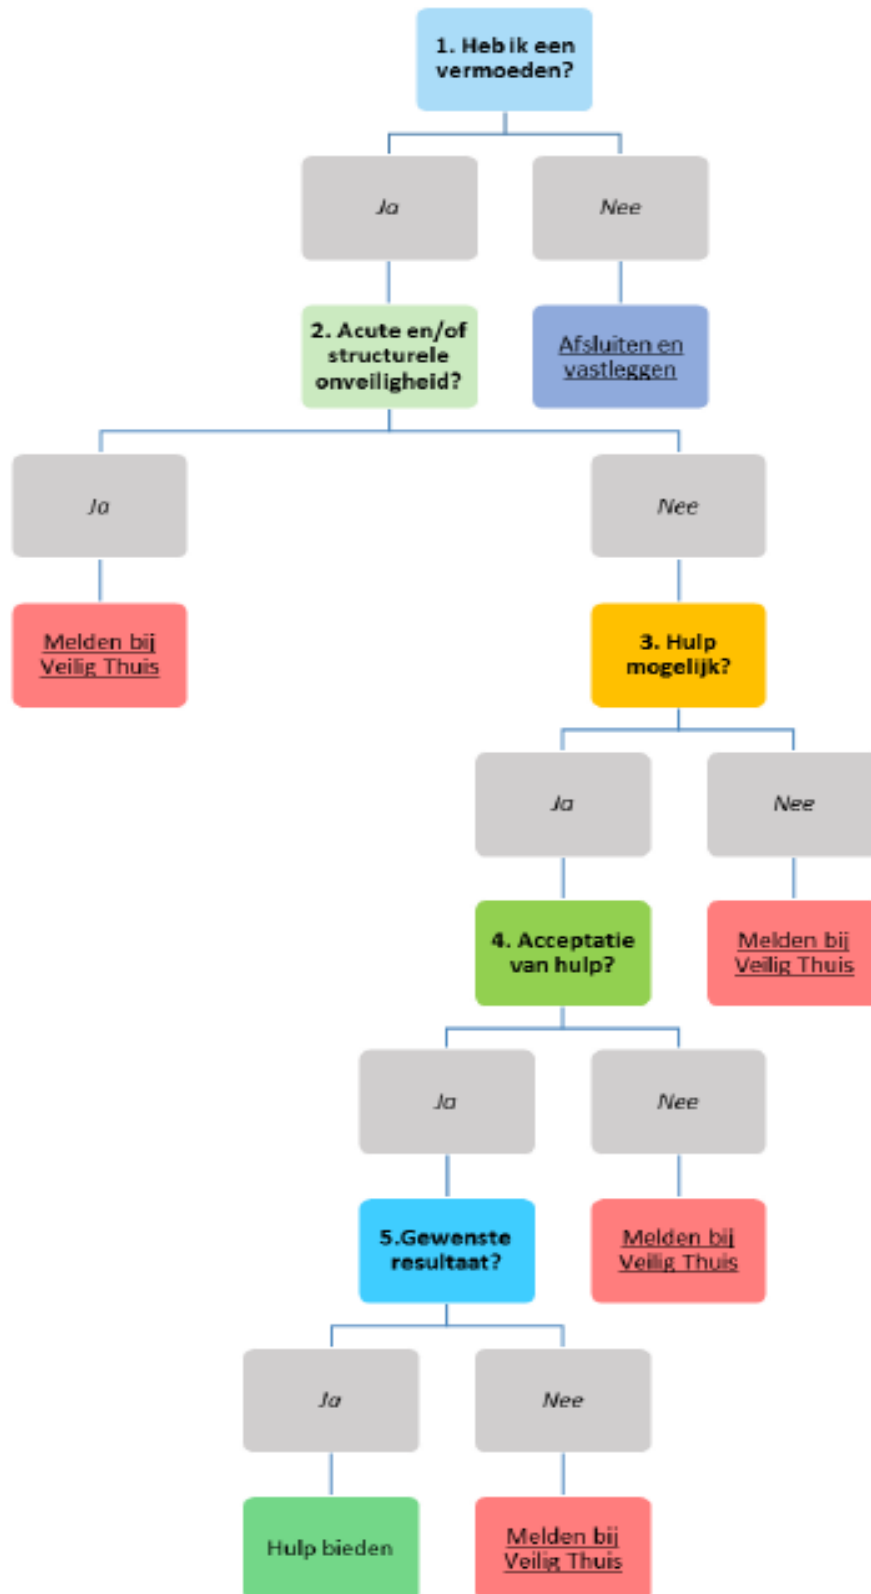 1. Heb ik een
vermoeden?
Ja
Nee
2. Acute en/of
structurele
onveiligheid?
Afsluiten en
vastleggen
Ja
Nee
Melden bij
Veilig Thuis
3. Hulp
mogelijk?
Ja
Nee
4. Acceptatie
van hulp?
Melden bij
Veilig Thuis
Ja
Nee
5.Gewenste
resultaat?
Melden bij
Veilig Thuis
Ja
Nee
Hulp bieden
Melden bij
Veilig Thuis